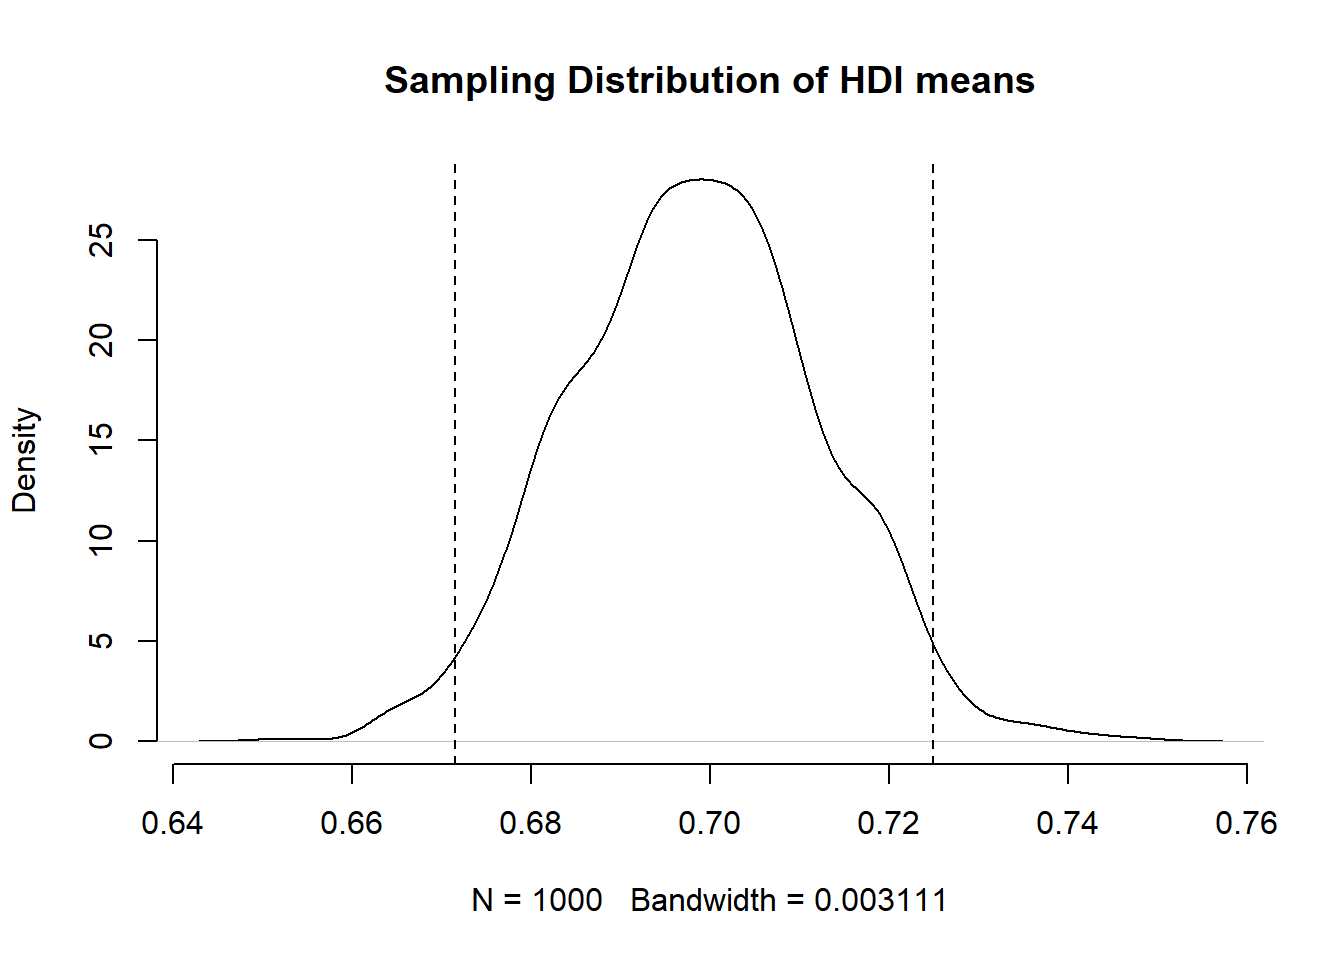 Sampling Distribution of HDI means
Density
25
20
15
10
5
0
0.64 0.66 0.68 0.70 0.72 0.74 0.76
N = 1000 Bandwidth = 0.003111